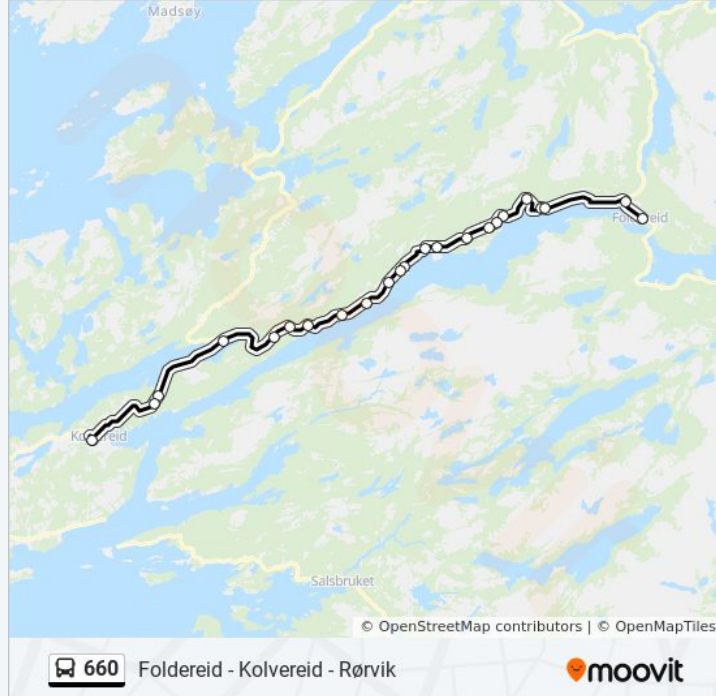 Madsøy
Foldereid
Kolvereid
Salsbruket
© OpenStreetMap contributors | © OpenMapTiles
660 Foldereid - Kolvereid - Rørvik
moovit